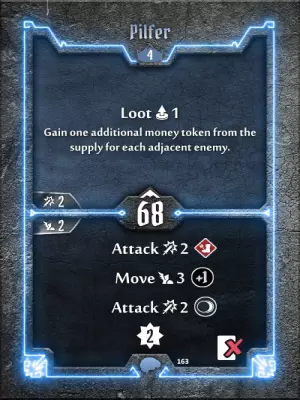 Pilfer
4
Loot 1
Gain one additional money token from the
supply for each adjacent enemy.
2
2
68
Attack 2
Move 3 +1
Attack 2
2
163